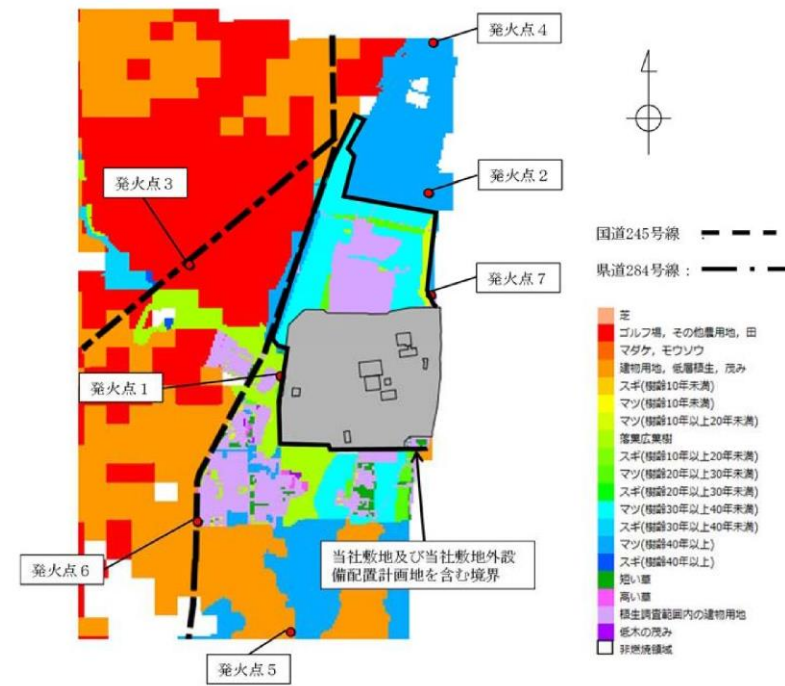 発火点4
発火点2
発火点3
国道245号線 :
県道284号線 :
発火点7
芝
ゴルフ場，その他農用地，田
マダケ，モウソウ
建物用地，低層植生，茂み
スギ(樹齢10年未満)
マツ(樹齢10年未満)
マツ(樹齢10年以上20年未満)
落葉広葉樹
スギ(樹齢10年以上20年未満)
マツ(樹齢20年以上30年未満)
スギ(樹齢20年以上30年未満)
マツ(樹齢30年以上40年未満)
スギ(樹齢30年以上40年未満)
マツ(樹齢40年以上)
スギ(樹齢40年以上)
短い草
高い草
植生調査範囲内の建物用地
低木の茂み
非燃焼領域
発火点1
当社敷地及び当社敷地外設
備配置計画地を含む境界
発火点6
発火点5